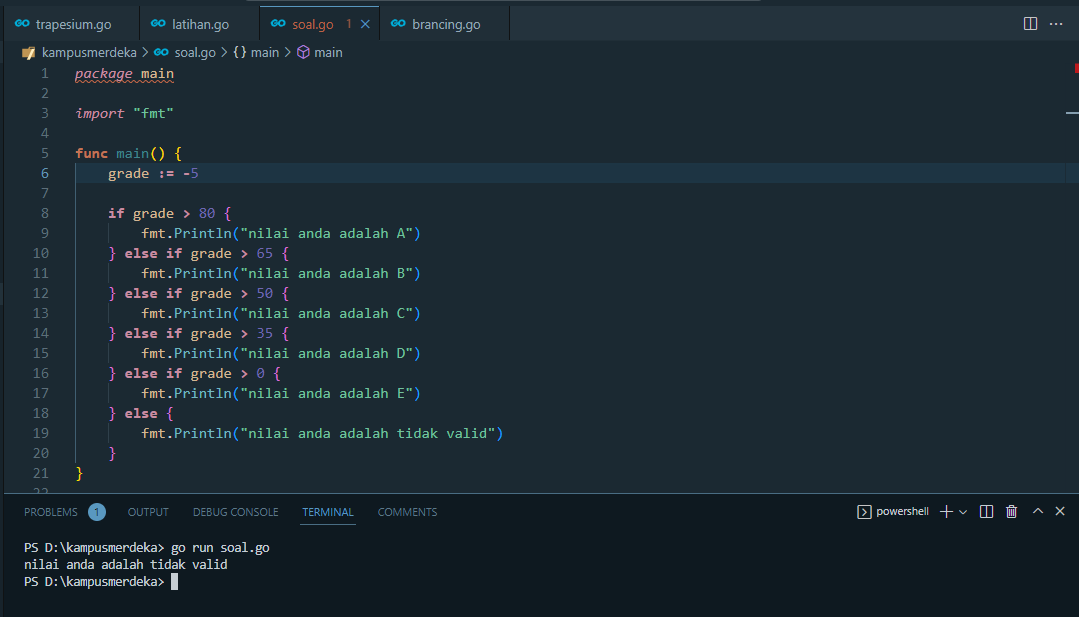 trapesium.go latihan.go soal.go 1 × brancing.go ...
kampusmerdeka > soal.go > {} main > main
1 package main
2
3 import "fmt"
4
5 func main() {
6 grade := -5
7
8 if grade > 80 {
9 fmt.Println("nilai anda adalah A")
10 } else if grade > 65 {
11 fmt.Println("nilai anda adalah B")
12 } else if grade > 50 {
13 fmt.Println("nilai anda adalah C")
14 } else if grade > 35 {
15 fmt.Println("nilai anda adalah D")
16 } else if grade > 0 {
17 fmt.Println("nilai anda adalah E")
18 } else {
19 fmt.Println("nilai anda adalah tidak valid")
20 }
21 }
22
PROBLEMS 1 OUTPUT DEBUG CONSOLE TERMINAL COMMENTS powershell
PS D:\kampusmerdeka> go run soal.go
nilai anda adalah tidak valid
PS D:\kampusmerdeka>